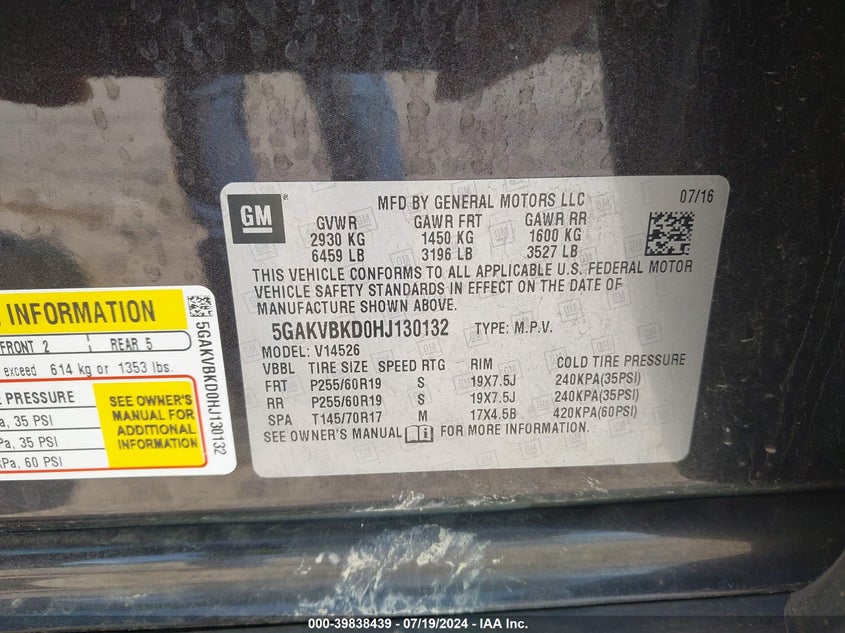 GM
MFD BY GENERAL MOTORS LLC 07/16
GVWR GAWR FRT GAWR RR
2930 KG 1450 KG 1600 KG
6459 LB 3196 LB 3527 LB
THIS VEHICLE CONFORMS TO ALL APPLICABLE U.S. FEDERAL MOTOR
VEHICLE SAFETY STANDARDS IN EFFECT ON THE DATE OF
MANUFACTURE SHOWN ABOVE.
5GAKVBKD0HJ130132 TYPE: M.P.V.
MODEL: V14526
VBBL TIRE SIZE SPEED RTG RIM COLD TIRE PRESSURE
FRT P255/60R19 S 19X7.5J 240KPA(35PSI)
RR P255/60R19 S 19X7.5J 240KPA(35PSI)
SPA T145/70R17 M 17X4.5B 420KPA(60PSI)
SEE OWNER'S MANUAL FOR MORE INFORMATION.
INFORMATION
FRONT 2 REAR 5
exceed 614 kg or 1353 lbs.
PRESSURE
, 35 PSI
, 35 PSI
, 60 PSI
SEE OWNER'S
MANUAL FOR
ADDITIONAL
INFORMATION
5GAKVBKD0HJ130132
000-39838439 - 07/19/2024 - IAA Inc.